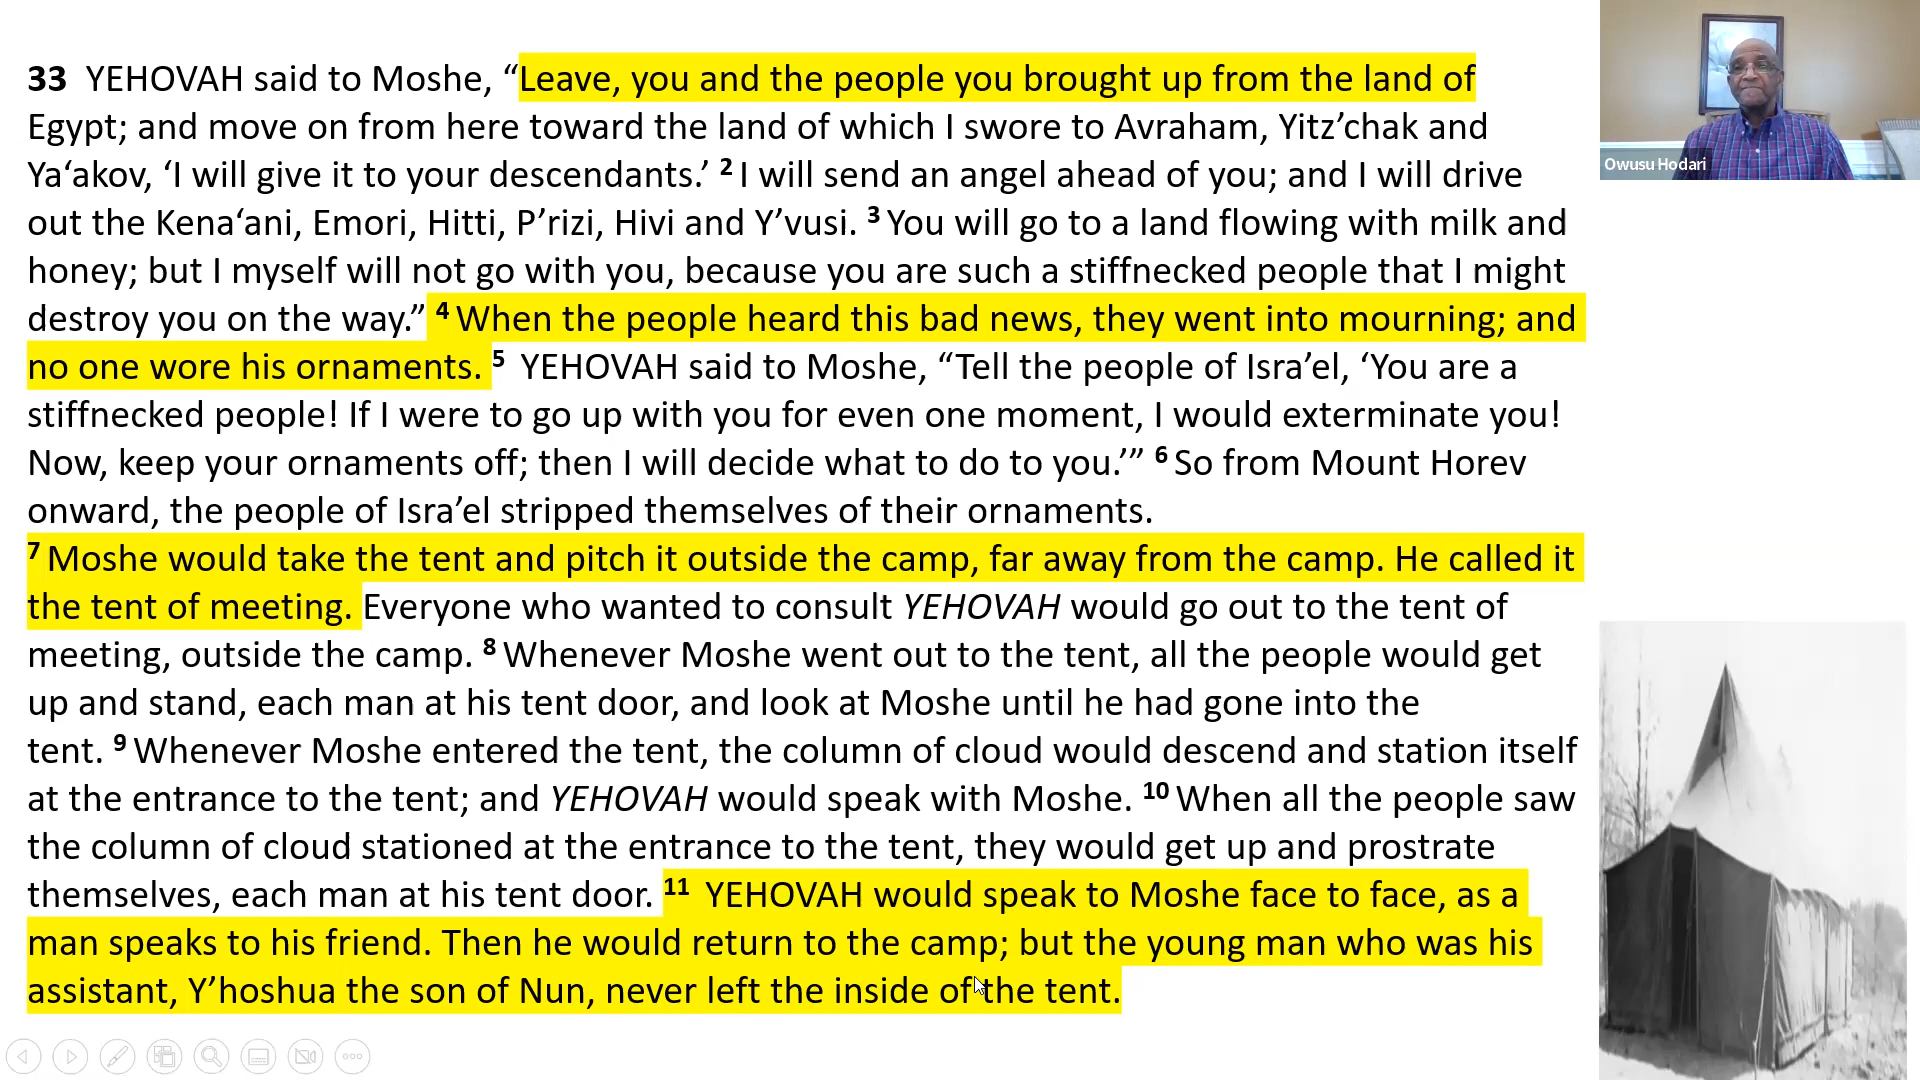 33 YEHOVAH said to Moshe, “Leave, you and the people you brought up from the land of
Egypt; and move on from here toward the land of which I swore to Avraham, Yitz’chak and
Ya‘akov, ‘I will give it to your descendants.’ 2 I will send an angel ahead of you; and I will drive
out the Kena‘ani, Emori, Hitti, P’rizi, Hivi and Y’vusi. 3 You will go to a land flowing with milk and
honey; but I myself will not go with you, because you are such a stiffnecked people that I might
destroy you on the way.” 4 When the people heard this bad news, they went into mourning; and
no one wore his ornaments. 5 YEHOVAH said to Moshe, “Tell the people of Isra’el, ‘You are a
stiffnecked people! If I were to go up with you for even one moment, I would exterminate you!
Now, keep your ornaments off; then I will decide what to do to you.’” 6 So from Mount Horev
onward, the people of Isra’el stripped themselves of their ornaments.
7 Moshe would take the tent and pitch it outside the camp, far away from the camp. He called it
the tent of meeting. Everyone who wanted to consult YEHOVAH would go out to the tent of
meeting, outside the camp. 8 Whenever Moshe went out to the tent, all the people would get
up and stand, each man at his tent door, and look at Moshe until he had gone into the
tent. 9 Whenever Moshe entered the tent, the column of cloud would descend and station itself
at the entrance to the tent; and YEHOVAH would speak with Moshe. 10 When all the people saw
the column of cloud stationed at the entrance to the tent, they would get up and prostrate
themselves, each man at his tent door. 11 YEHOVAH would speak to Moshe face to face, as a
man speaks to his friend. Then he would return to the camp; but the young man who was his
assistant, Y’hoshua the son of Nun, never left the inside of the tent.
Owusu Hodari